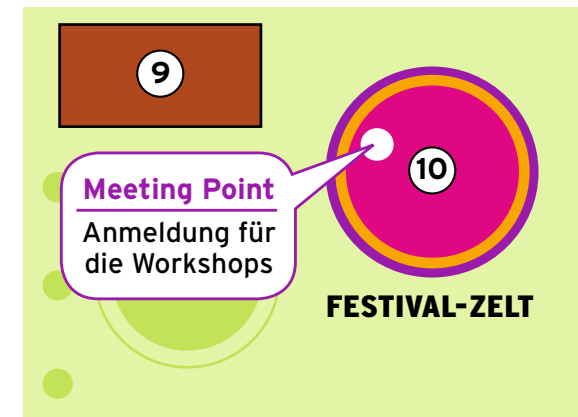 9
10
Meeting Point
Anmeldung für
die Workshops
FESTIVAL-ZELT